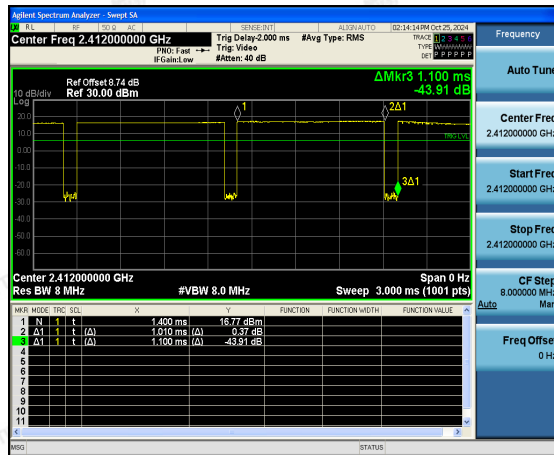 Agilent Spectrum Analyzer - Swept SA
RL RF 50 Ω AC SENSE:INT ALIGN AUTO 02:14:14 PM Oct 25, 2024
Center Freq 2.412000000 GHz Trig Delay-2.000 ms #Avg Type: RMS TRACE 1 2 3 4 5 6
PNO: Fast Trig: Video TYPE WWWWWW
IFGain:Low #Atten: 40 dB DET P P P P P P
ΔMkr3 1.100 ms
-43.91 dB
Ref Offset 8.74 dB
10 dB/div Ref 30.00 dBm
Log
20.0
10.0
0.00
-10.0
-20.0
-30.0
-40.0
-50.0
-60.0
1
2Δ1
TRIG LVL
3Δ1
Center 2.412000000 GHz Span 0 Hz
Res BW 8 MHz #VBW 8.0 MHz Sweep 3.000 ms (1001 pts)
MKR MODE TRC SCL X Y FUNCTION FUNCTION WIDTH FUNCTION VALUE
1 N 1 t 1.400 ms 16.77 dBm
2 Δ1 1 t (Δ) 1.010 ms (Δ) 0.37 dB
3 Δ1 1 t (Δ) 1.100 ms (Δ) -43.91 dB
4
5
6
7
8
9
10
11
MSG STATUS
Frequency
Auto Tune
Center Freq
2.412000000 GHz
Start Freq
2.412000000 GHz
Stop Freq
2.412000000 GHz
CF Step
8.000000 MHz
Auto Man
Freq Offset
0 Hz